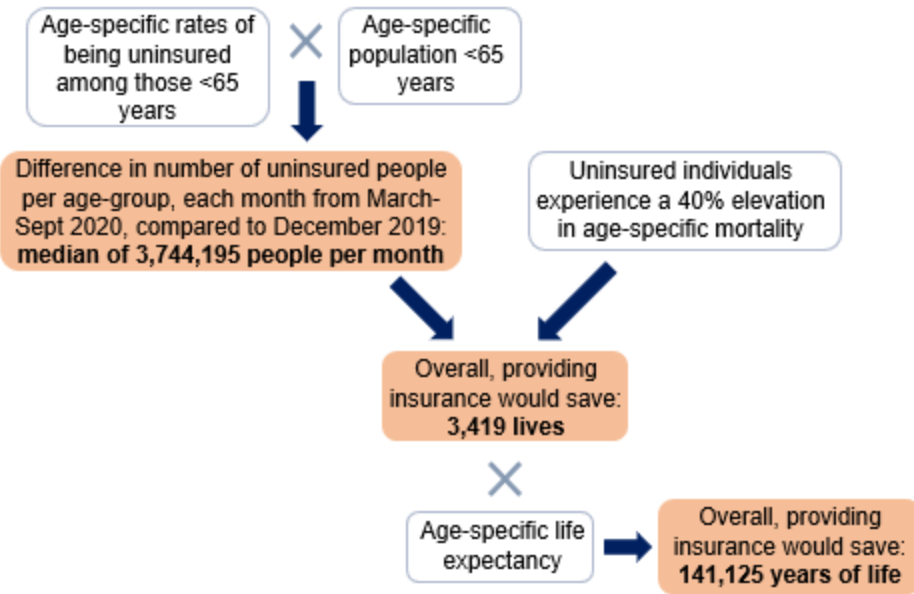 Age-specific rates of
being uninsured
among those <65
years
Age-specific
population <65
years
Difference in number of uninsured people
per age-group, each month from March-
Sept 2020, compared to December 2019:
median of 3,744,195 people per month
Uninsured individuals
experience a 40% elevation
in age-specific mortality
Overall, providing
insurance would save:
3,419 lives
Age-specific life
expectancy
Overall, providing
insurance would save:
141,125 years of life